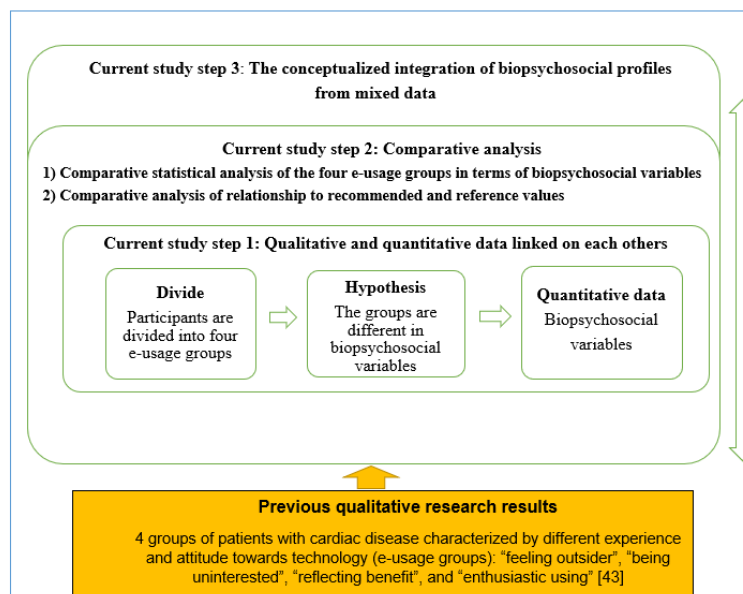 Current study step 3: The conceptualized integration of biopsychosocial profiles
from mixed data
Current study step 2: Comparative analysis
1) Comparative statistical analysis of the four e-usage groups in terms of biopsychosocial variables
2) Comparative analysis of relationship to recommended and reference values
Current study step 1: Qualitative and quantitative data linked on each others
Divide
Participants are
divided into four
e-usage groups
Hypothesis
The groups are
different in
biopsychosocial
variables
Quantitative data
Biopsychosocial
variables
Previous qualitative research results
4 groups of patients with cardiac disease characterized by different experience
and attitude towards technology (e-usage groups): “feeling outsider”, “being
uninterested”, “reflecting benefit”, and “enthusiastic using” [43]